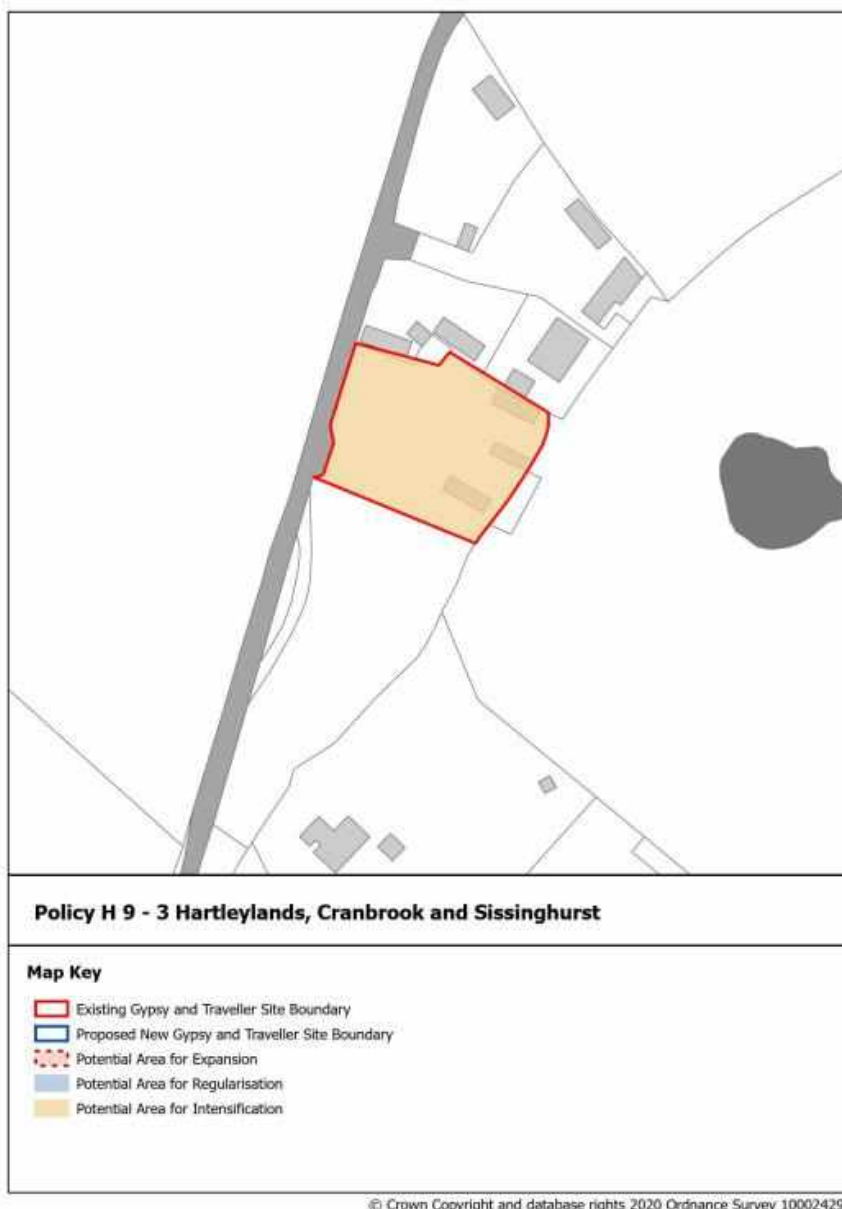 Policy H 9 - 3 Hartleylands, Cranbrook and Sissinghurst
Map Key
Existing Gypsy and Traveller Site Boundary
Proposed New Gypsy and Traveller Site Boundary
Potential Area for Expansion
Potential Area for Regularisation
Potential Area for Intensification
© Crown Copyright and database rights 2020 Ordnance Survey 10002429